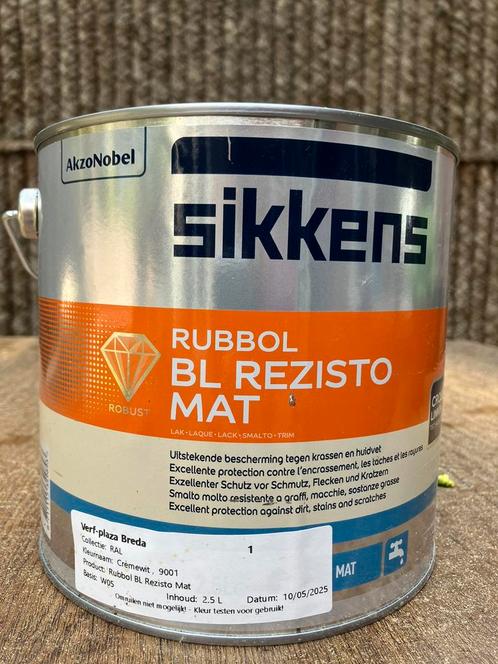 AkzoNobel
sikkens
RUBBOL
BL REZISTO
MAT
ROBUST
LAK • LAQUE • LACK • SMALTO • TRIM
Uitstekende bescherming tegen krassen en huidvet
Excellente protection contre l'encrassement, les taches et les rayures
Exzellenter Schutz vor Schmutz, Flecken und Kratzern
Smalto molto resistente a graffi, macchie, sostanze grasse
Excellent protection against dirt, stains and scratches
MAT
Verf-plaza Breda
1
Collectie: RAL
Kleurnaam: Crèmewit , 9001
Product: Rubbol BL Rezisto Mat
Basis: W05
Inhoud: 2.5 L
Datum: 10/05/2025
Omruilen niet mogelijk! - Kleur testen voor gebruik!